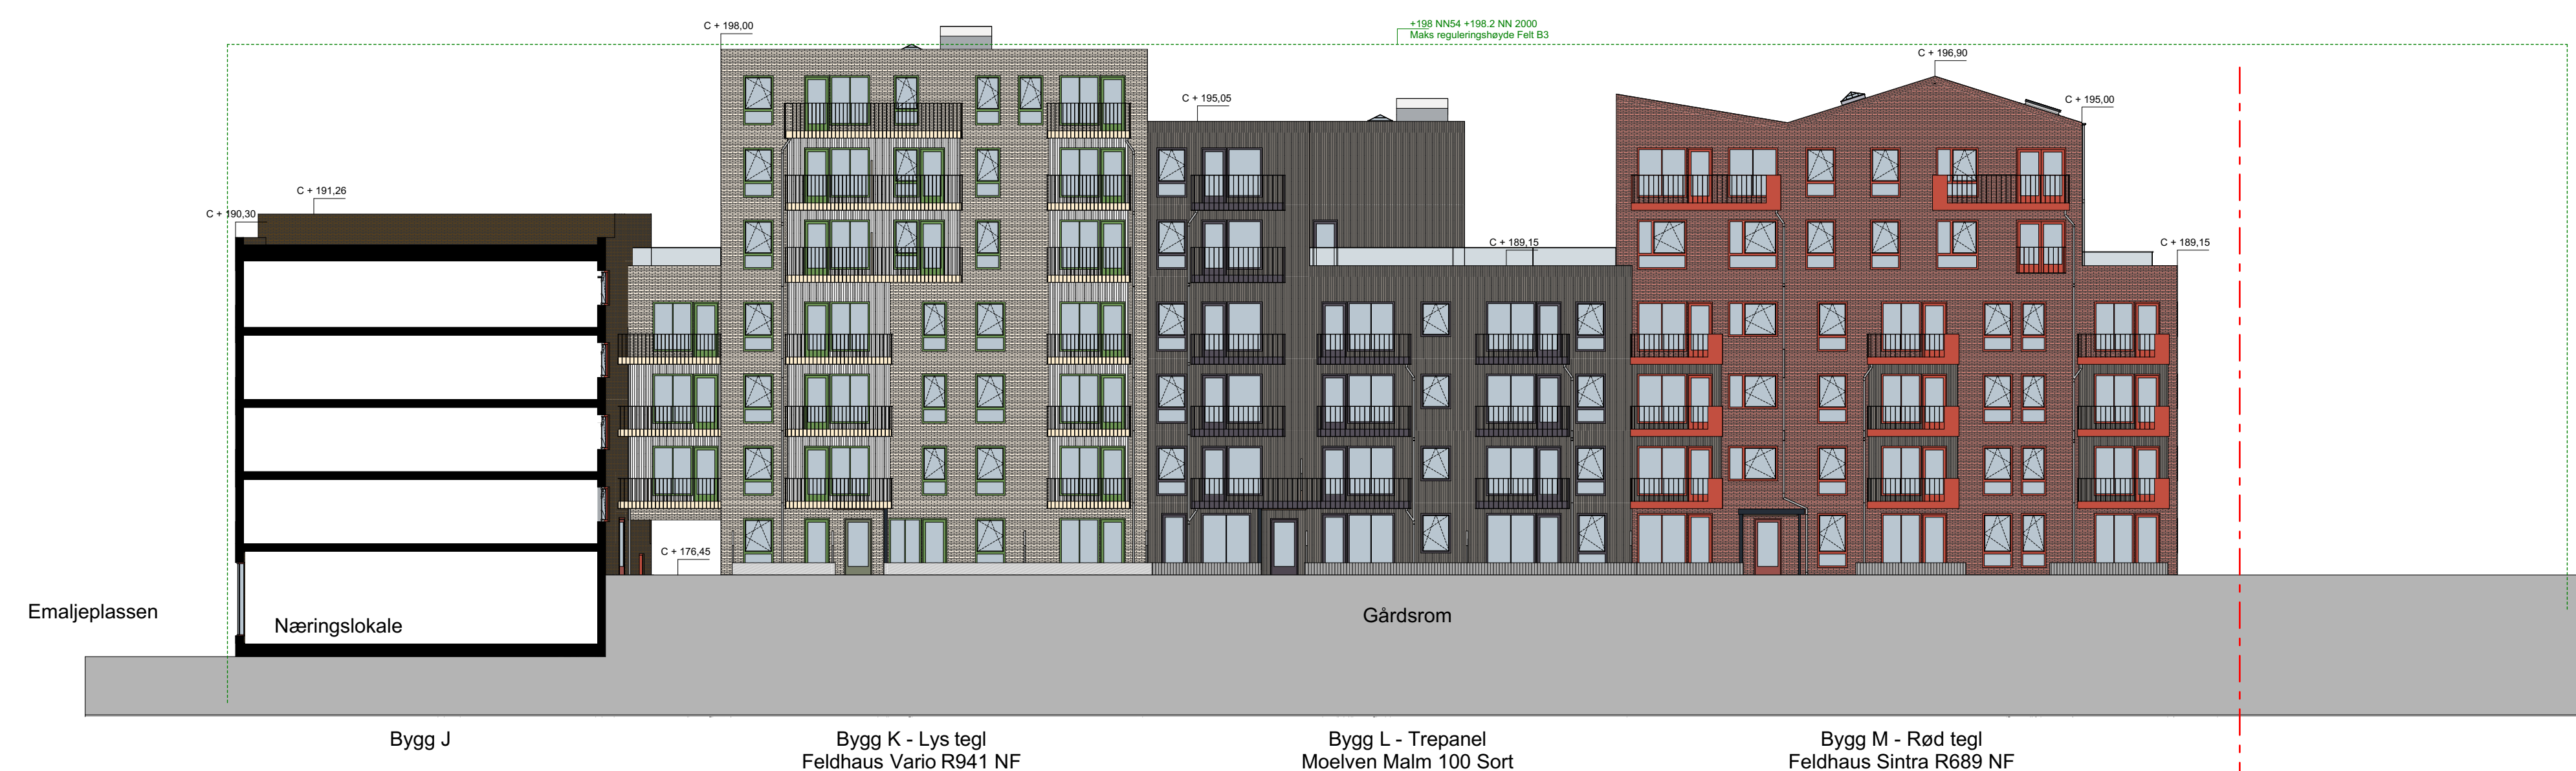 C + 198,00
+198 NN54 +198.2 NN 2000
Maks reguleringshøyde Felt B3
C + 196,90
C + 195,05
C + 195,00
C + 191,26
C + 190,30
C + 189,15
C + 189,15
C + 176,45
Emaljeplassen
Næringslokale
Gårdsrom
Bygg J
Bygg K - Lys tegl
Feldhaus Vario R941 NF
Bygg L - Trepanel
Moelven Malm 100 Sort
Bygg M - Rød tegl
Feldhaus Sintra R689 NF